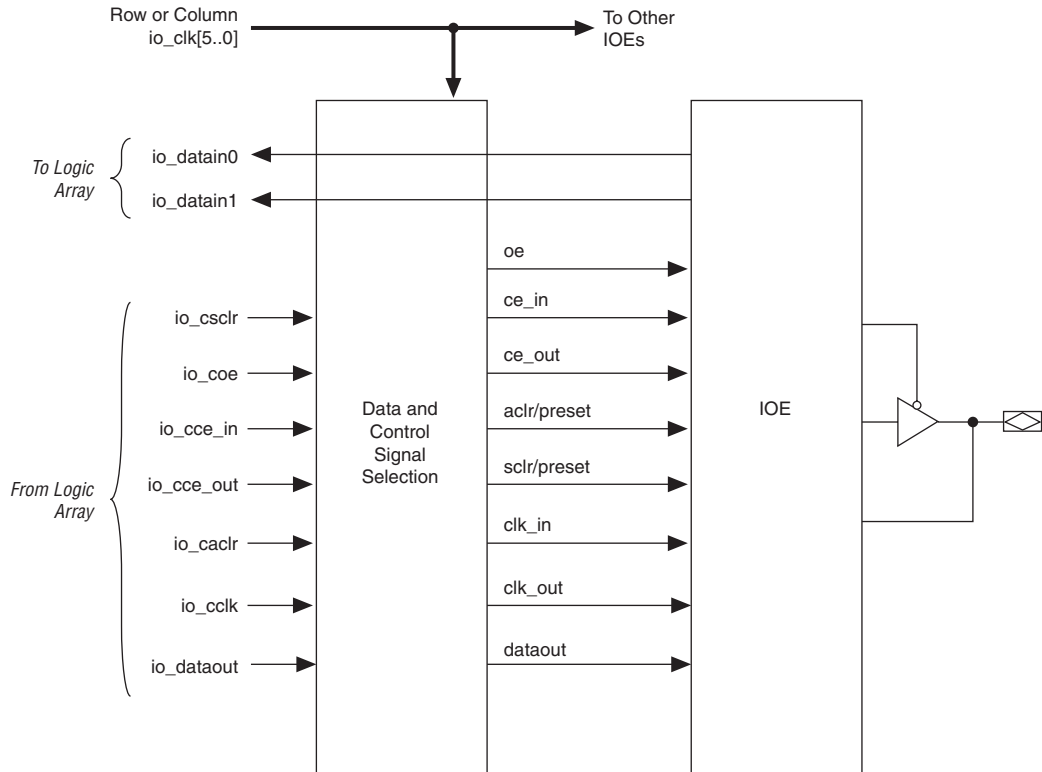 Row or Column
io_clk[5..0]
To Other
IOEs
To Logic
Array
io_datain0
io_datain1
From Logic
Array
io_csclr
io_coe
io_cce_in
io_cce_out
io_caclr
io_cclk
io_dataout
Data and
Control
Signal
Selection
oe
ce_in
ce_out
aclr/preset
sclr/preset
clk_in
clk_out
dataout
IOE